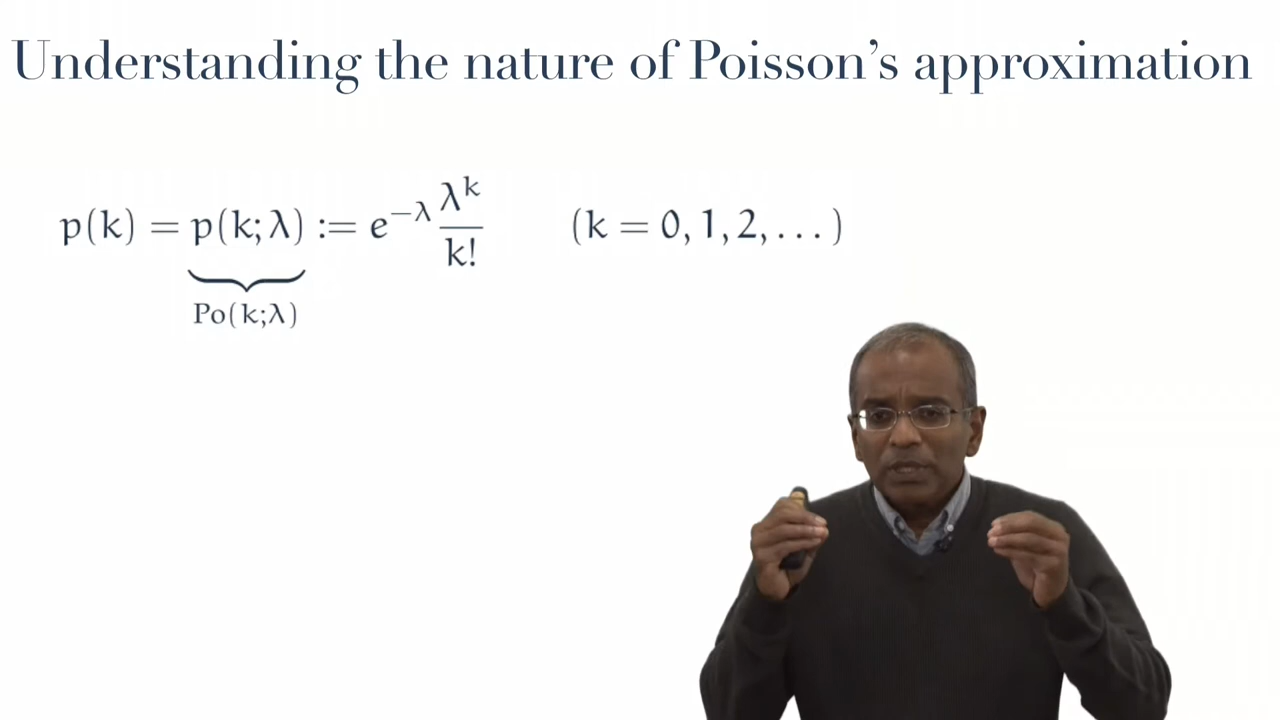 Understanding the nature of Poisson's approximation
p(k) = p(k; λ) := e^{−λ} λ^k / k! (k = 0, 1, 2, . . . )
Po(k;λ)